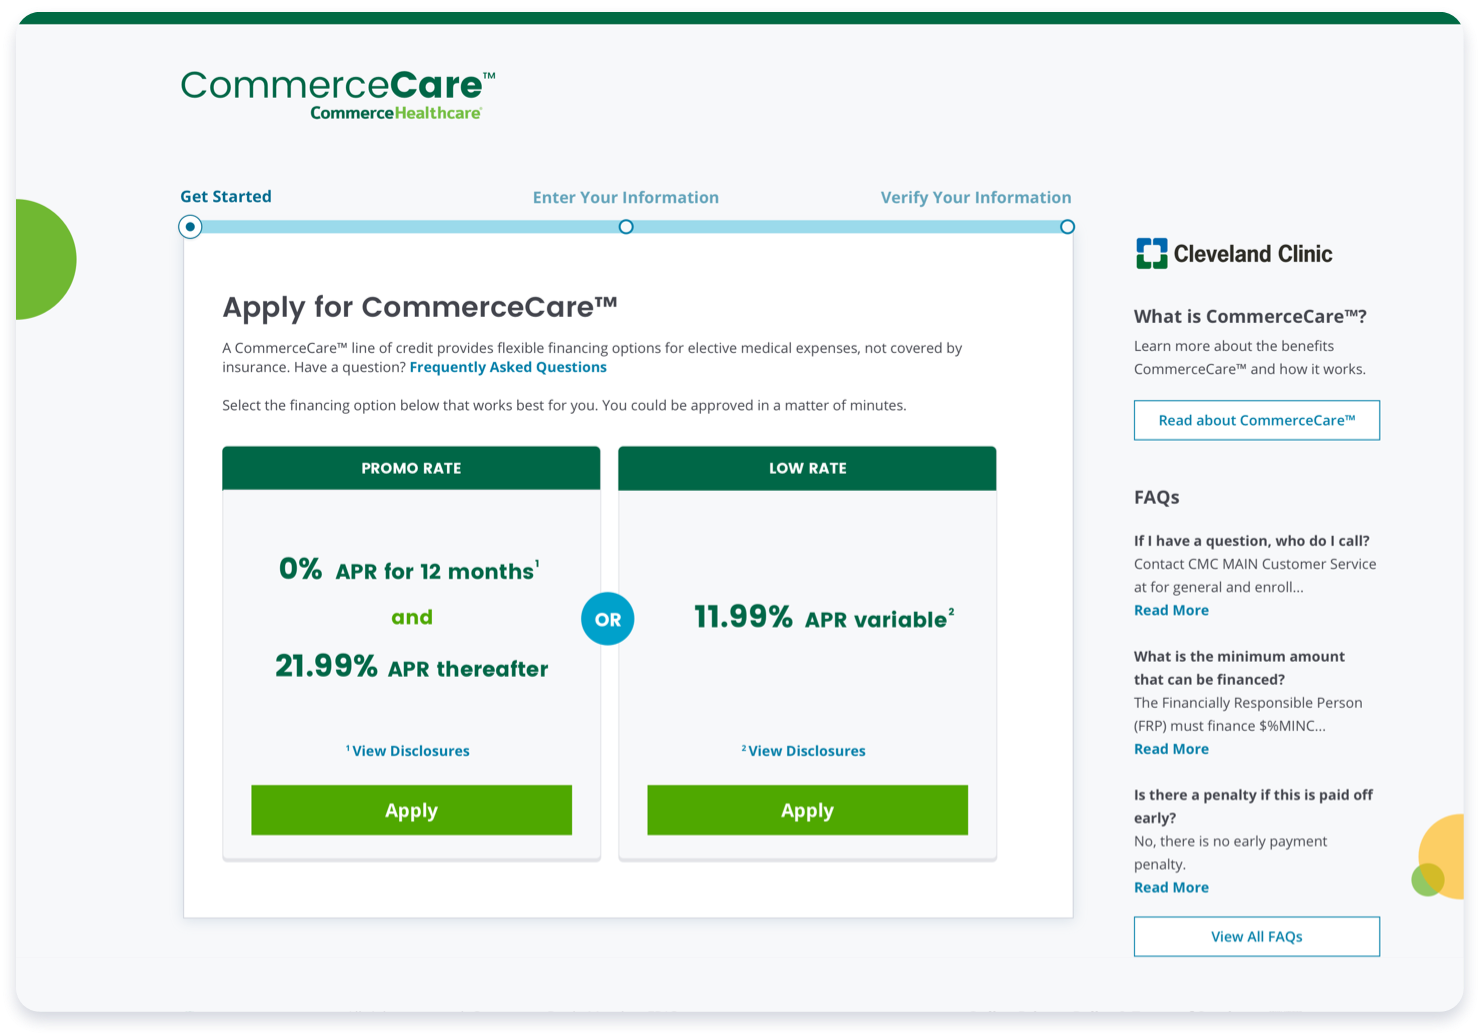 CommerceCare™
CommerceHealthcare®
Get Started
Enter Your Information
Verify Your Information
Apply for CommerceCare™
A CommerceCare™ line of credit provides flexible financing options for elective medical expenses, not covered by
insurance. Have a question? Frequently Asked Questions
Select the financing option below that works best for you. You could be approved in a matter of minutes.
PROMO RATE
0% APR for 12 months¹
and
21.99% APR thereafter
¹ View Disclosures
Apply
OR
LOW RATE
11.99% APR variable²
² View Disclosures
Apply
Cleveland Clinic
What is CommerceCare™?
Learn more about the benefits
CommerceCare™ and how it works.
Read about CommerceCare™
FAQs
If I have a question, who do I call?
Contact CMC MAIN Customer Service
at for general and enroll...
Read More
What is the minimum amount
that can be financed?
The Financially Responsible Person
(FRP) must finance $%MINC...
Read More
Is there a penalty if this is paid off
early?
No, there is no early payment
penalty.
Read More
View All FAQs